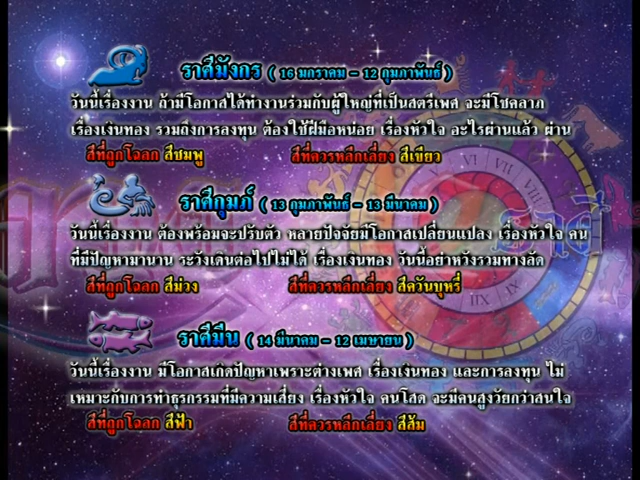 ราศีมังกร ( 16 มกราคม - 12 กุมภาพันธ์ )
วันนี้เรื่องงาน ถ้ามีโอกาสได้ทำงานร่วมกับผู้ใหญ่ที่เป็นสตรีเพศ จะมีโชคลาภ
เรื่องเงินทอง รวมถึงการลงทุน ต้องใช้ฝีมือหน่อย เรื่องหัวใจ อะไรผ่านแล้ว ผ่าน
สีที่ถูกโฉลก สีชมพู สีที่ควรหลีกเลี่ยง สีเขียว
ราศีกุมภ์ ( 13 กุมภาพันธ์ - 13 มีนาคม )
วันนี้เรื่องงาน ต้องพร้อมจะปรับตัว หลายปัจจัยมีโอกาสเปลี่ยนแปลง เรื่องหัวใจ คน
ที่มีปัญหามานาน ระวังเดินต่อไปไม่ได้ เรื่องเงินทอง วันนี้อย่าหวังรวมทางลัด
สีที่ถูกโฉลก สีม่วง สีที่ควรหลีกเลี่ยง สีควันบุหรี่
ราศีมีน ( 14 มีนาคม - 12 เมษายน )
วันนี้เรื่องงาน มีโอกาสเกิดปัญหาเพราะต่างเพศ เรื่องเงินทอง และการลงทุน ไม่
เหมาะกับการทำธุรกรรมที่มีความเสี่ยง เรื่องหัวใจ คนโสด จะมีคนสูงวัยกว่าสนใจ
สีที่ถูกโฉลก สีฟ้า สีที่ควรหลีกเลี่ยง สีส้ม